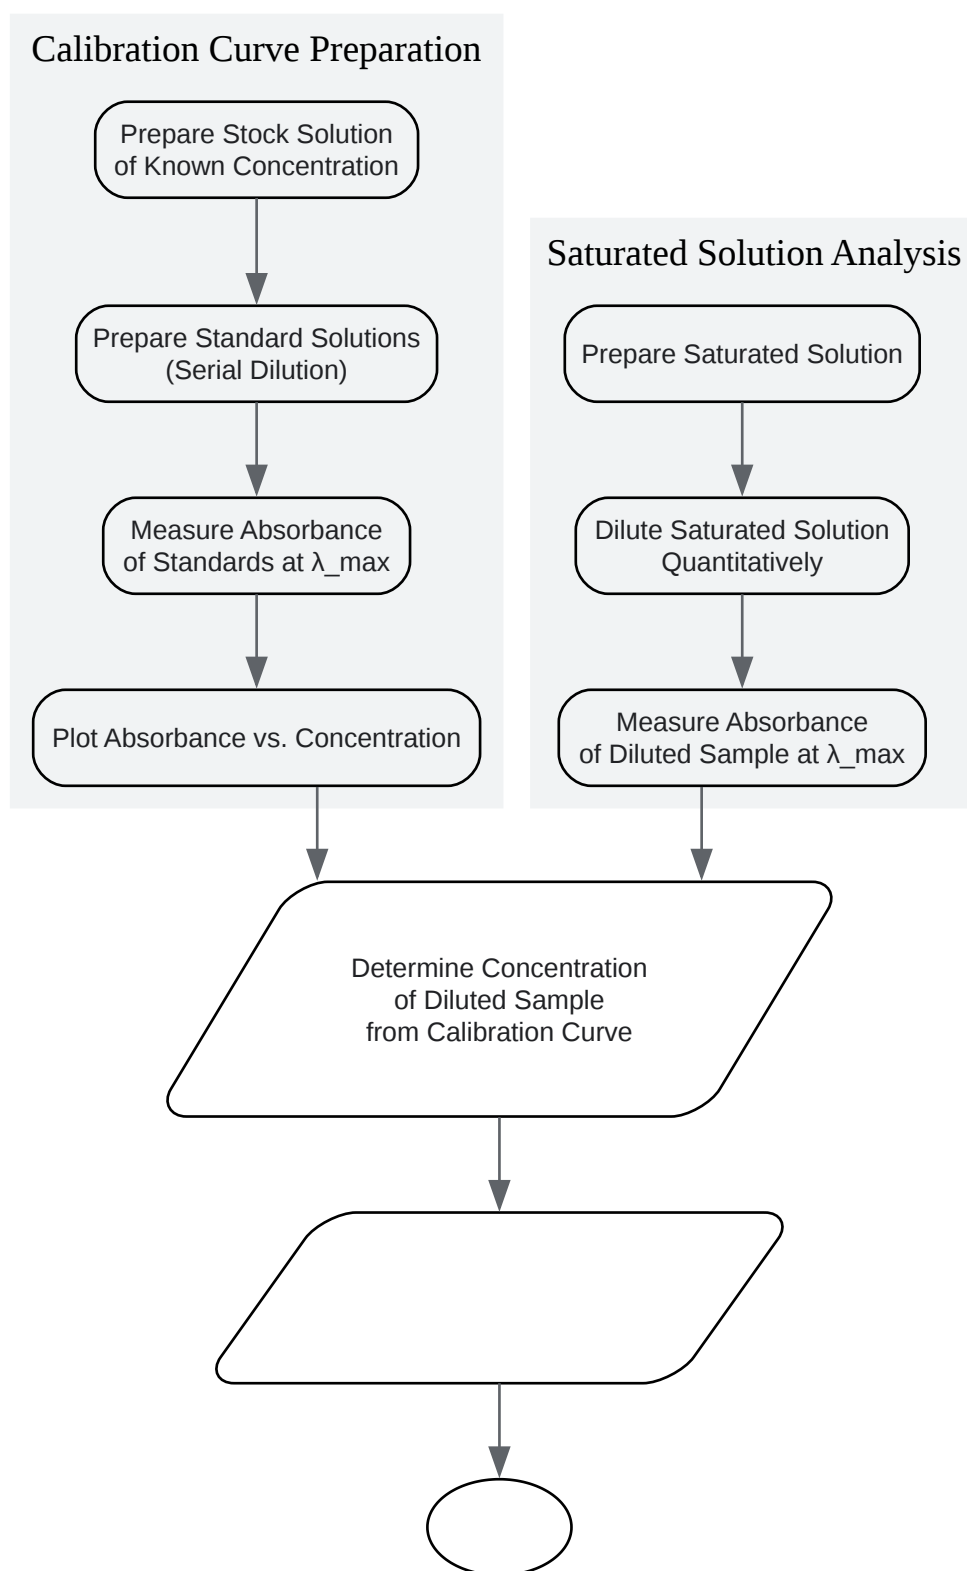 Calibration Curve Preparation
Prepare Stock Solution
of Known Concentration
Prepare Standard Solutions
(Serial Dilution)
Measure Absorbance
of Standards at λ_max
Plot Absorbance vs. Concentration
Saturated Solution Analysis
Prepare Saturated Solution
Dilute Saturated Solution
Quantitatively
Measure Absorbance
of Diluted Sample at λ_max
Determine Concentration
of Diluted Sample
from Calibration Curve